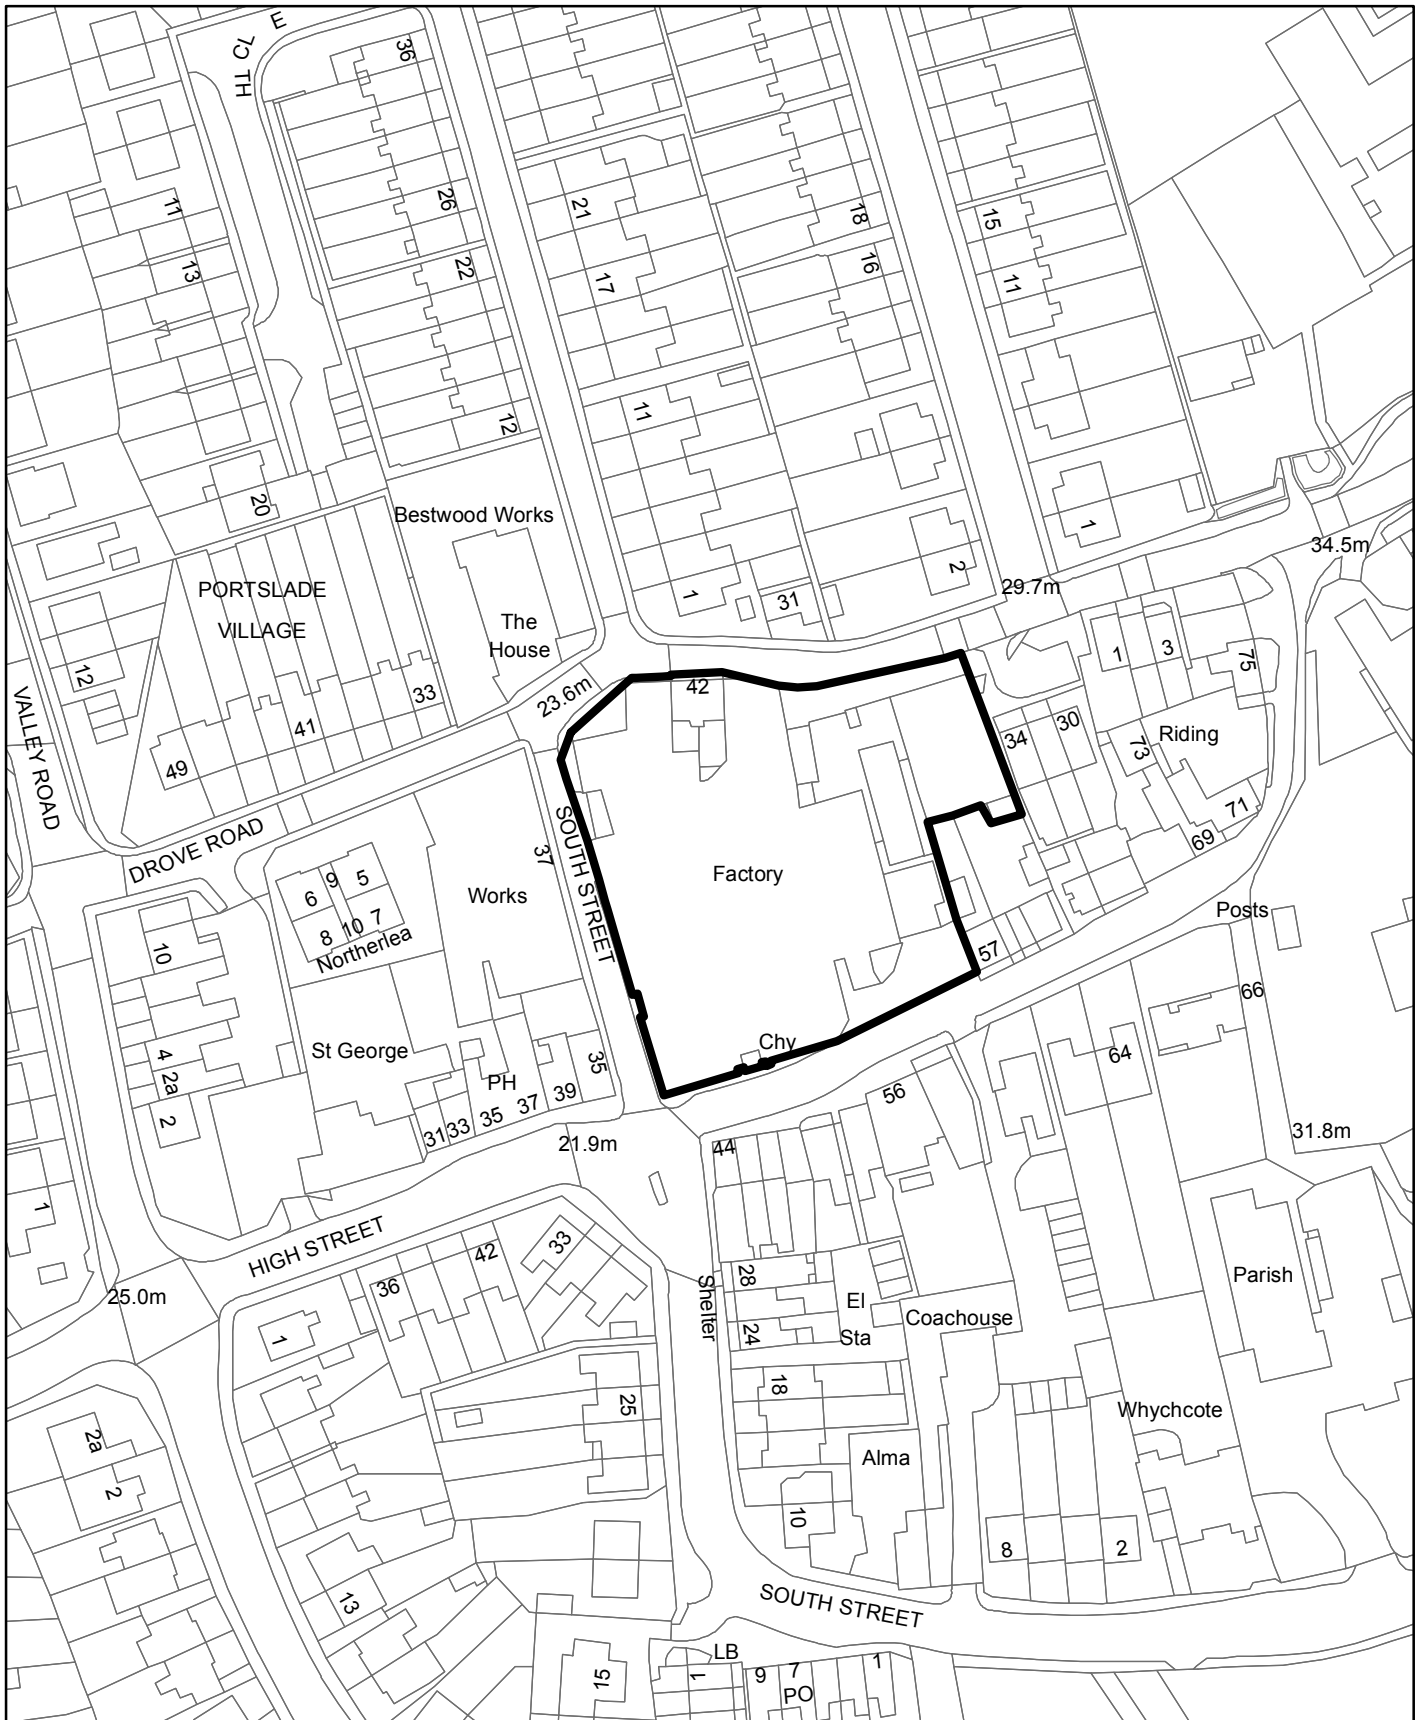 E
CL
TH
36
11
13
26
22
12
20
21
17
18
16
15
11
11
1
31
2
1
Bestwood Works
PORTSLADE
VILLAGE
The
House
29.7m
34.5m
12
VALLEY ROAD
33
41
49
23.6m
42
1
3
75
34
30
73
Riding
71
69
DROVE ROAD
SOUTH STREET
37
Works
Factory
6
9
5
8
10
7
Northerlea
10
57
Posts
66
St George
4
2a
2
PH
31
33
35
37
39
35
Chy
64
21.9m
56
44
31.8m
1
HIGH STREET
25.0m
36
42
33
1
Shelter
28
24
El
Sta
Coachouse
Parish
18
25
Whychcote
Alma
2a
2
10
8
2
13
SOUTH STREET
LB
15
1
9
7
PO
1